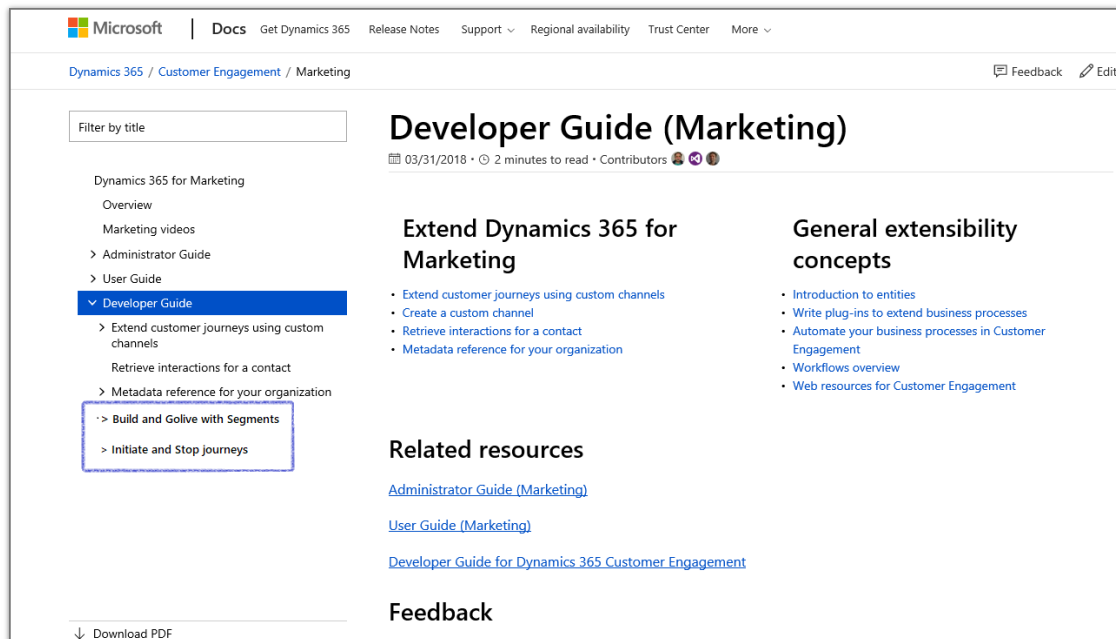 Microsoft Docs Get Dynamics 365 Release Notes Support Regional availability Trust Center More
Dynamics 365 / Customer Engagement / Marketing
Feedback Edit
Filter by title
Dynamics 365 for Marketing
Overview
Marketing videos
Administrator Guide
User Guide
Developer Guide
Extend customer journeys using custom
channels
Retrieve interactions for a contact
Metadata reference for your organization
> Build and Golive with Segments
> Initiate and Stop journeys
Download PDF
Developer Guide (Marketing)
03/31/2018 • 2 minutes to read • Contributors
Extend Dynamics 365 for
Marketing
• Extend customer journeys using custom channels
• Create a custom channel
• Retrieve interactions for a contact
• Metadata reference for your organization
General extensibility
concepts
• Introduction to entities
• Write plug-ins to extend business processes
• Automate your business processes in Customer
Engagement
• Workflows overview
• Web resources for Customer Engagement
Related resources
Administrator Guide (Marketing)
User Guide (Marketing)
Developer Guide for Dynamics 365 Customer Engagement
Feedback